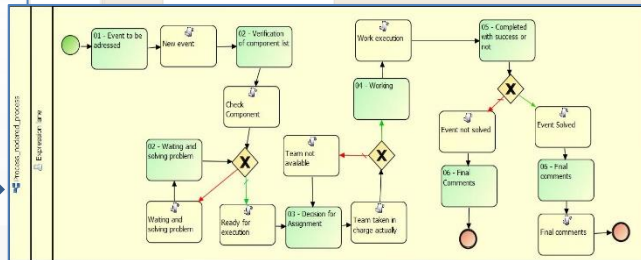 Process_nodered_process
Expression lane
01 - Event to be
adressed
New event
02 - Verification
of component list
Check
Component
02 - Wating and
solving problem
Wating and
solving problem
Ready for
execution
03 - Decision for
Assignment
Team not
available
Team taken in
charge actually
04 - Working
Work execution
05 - Completed
with success or
not
Event not solved
Event Solved
06 - Final
Comments
06 - Final
comments
Final comments